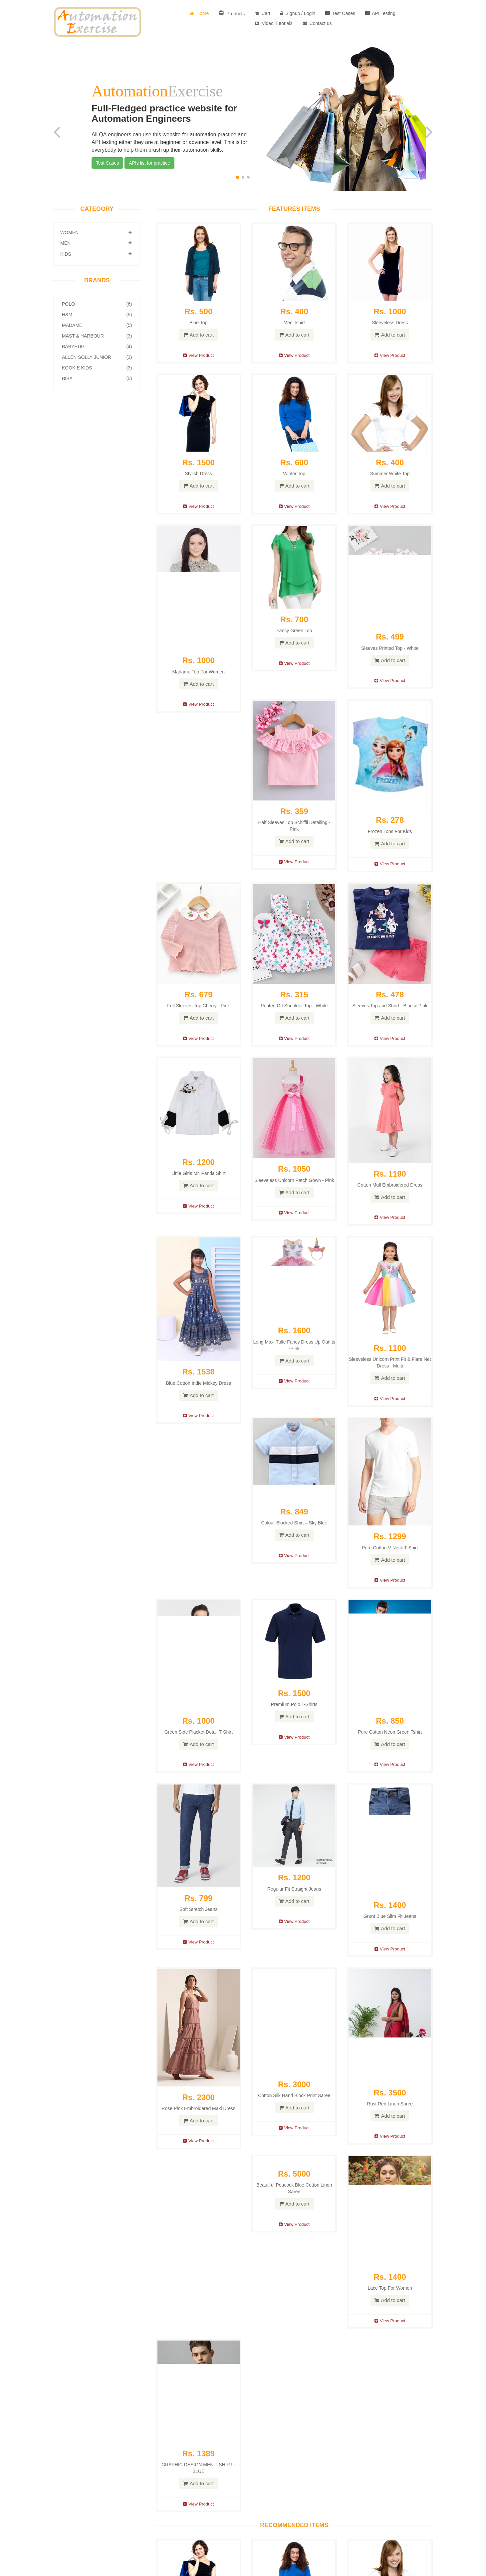 Automation
Exercise
Home
Products
Cart
Signup / Login
Test Cases
API Testing
Video Tutorials
Contact us
AutomationExercise
Full-Fledged practice website for
Automation Engineers
All QA engineers can use this website for automation practice and
API testing either they are at beginner or advance level. This is for
everybody to help them brush up their automation skills.
Test Cases
APIs list for practice
CATEGORY
WOMEN
MEN
KIDS
BRANDS
POLO (6)
H&M (5)
MADAME (5)
MAST & HARBOUR (3)
BABYHUG (4)
ALLEN SOLLY JUNIOR (3)
KOOKIE KIDS (3)
BIBA (5)
FEATURES ITEMS
Rs. 500
Blue Top
Add to cart
View Product
Rs. 400
Men Tshirt
Add to cart
View Product
Rs. 1000
Sleeveless Dress
Add to cart
View Product
Rs. 1500
Stylish Dress
Add to cart
View Product
Rs. 600
Winter Top
Add to cart
View Product
Rs. 400
Summer White Top
Add to cart
View Product
Rs. 1000
Madame Top For Women
Add to cart
View Product
Rs. 700
Fancy Green Top
Add to cart
View Product
Rs. 499
Sleeves Printed Top - White
Add to cart
View Product
Rs. 359
Half Sleeves Top Schiffli Detailing -
Pink
Add to cart
View Product
Rs. 278
Frozen Tops For Kids
Add to cart
View Product
Rs. 679
Full Sleeves Top Cherry - Pink
Add to cart
View Product
Rs. 315
Printed Off Shoulder Top - White
Add to cart
View Product
Rs. 478
Sleeves Top and Short - Blue & Pink
Add to cart
View Product
Rs. 1200
Little Girls Mr. Panda Shirt
Add to cart
View Product
Rs. 1050
Sleeveless Unicorn Patch Gown - Pink
Add to cart
View Product
Rs. 1190
Cotton Mull Embroidered Dress
Add to cart
View Product
Rs. 1530
Blue Cotton Indie Mickey Dress
Add to cart
View Product
Rs. 1600
Long Maxi Tulle Fancy Dress Up Outfits
-Pink
Add to cart
View Product
Rs. 1100
Sleeveless Unicorn Print Fit & Flare Net
Dress - Multi
Add to cart
View Product
Rs. 849
Colour Blocked Shirt – Sky Blue
Add to cart
View Product
Rs. 1299
Pure Cotton V-Neck T-Shirt
Add to cart
View Product
Rs. 1000
Green Side Placket Detail T-Shirt
Add to cart
View Product
Rs. 1500
Premium Polo T-Shirts
Add to cart
View Product
Rs. 850
Pure Cotton Neon Green Tshirt
Add to cart
View Product
Rs. 799
Soft Stretch Jeans
Add to cart
View Product
Rs. 1200
Regular Fit Straight Jeans
Add to cart
View Product
Rs. 1400
Grunt Blue Slim Fit Jeans
Add to cart
View Product
Rs. 2300
Rose Pink Embroidered Maxi Dress
Add to cart
View Product
Rs. 3000
Cotton Silk Hand Block Print Saree
Add to cart
View Product
Rs. 3500
Rust Red Linen Saree
Add to cart
View Product
Rs. 5000
Beautiful Peacock Blue Cotton Linen
Saree
Add to cart
View Product
Rs. 1400
Lace Top For Women
Add to cart
View Product
Rs. 1389
GRAPHIC DESIGN MEN T SHIRT -
BLUE
Add to cart
View Product
RECOMMENDED ITEMS